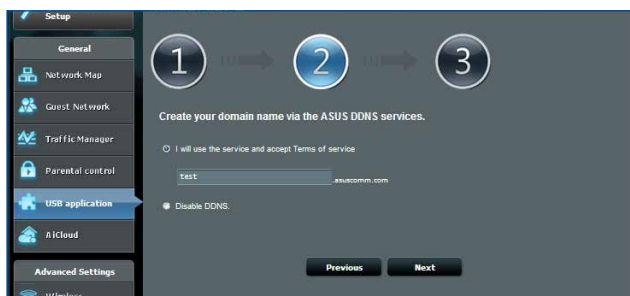 Setup
General
Network Map
Guest Network
Traffic Manager
Parental control
USB application
AiCloud
Advanced Settings
Wireless
1
2
3
Create your domain name via the ASUS DDNS services.
I will use the service and accept Terms of service
test .asuscomm.com
Disable DDNS.
Previous Next